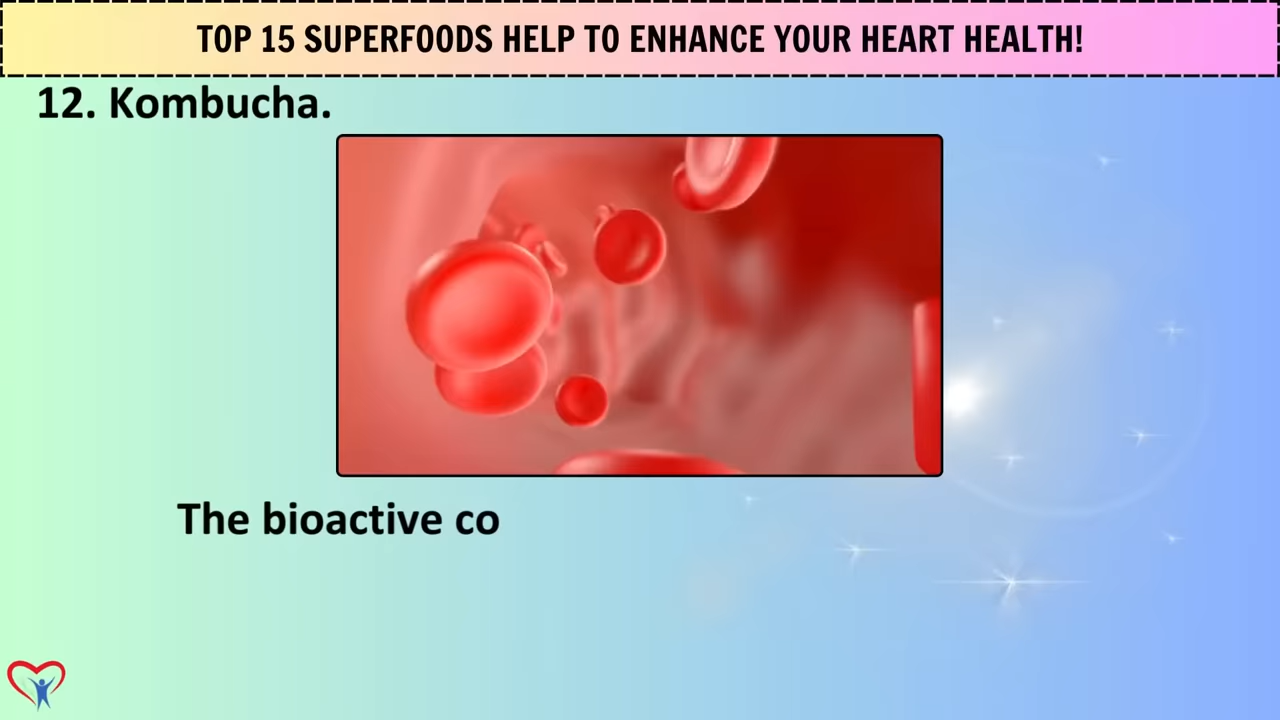 TOP 15 SUPERFOODS HELP TO ENHANCE YOUR HEART HEALTH!
12. Kombucha.
The bioactive co